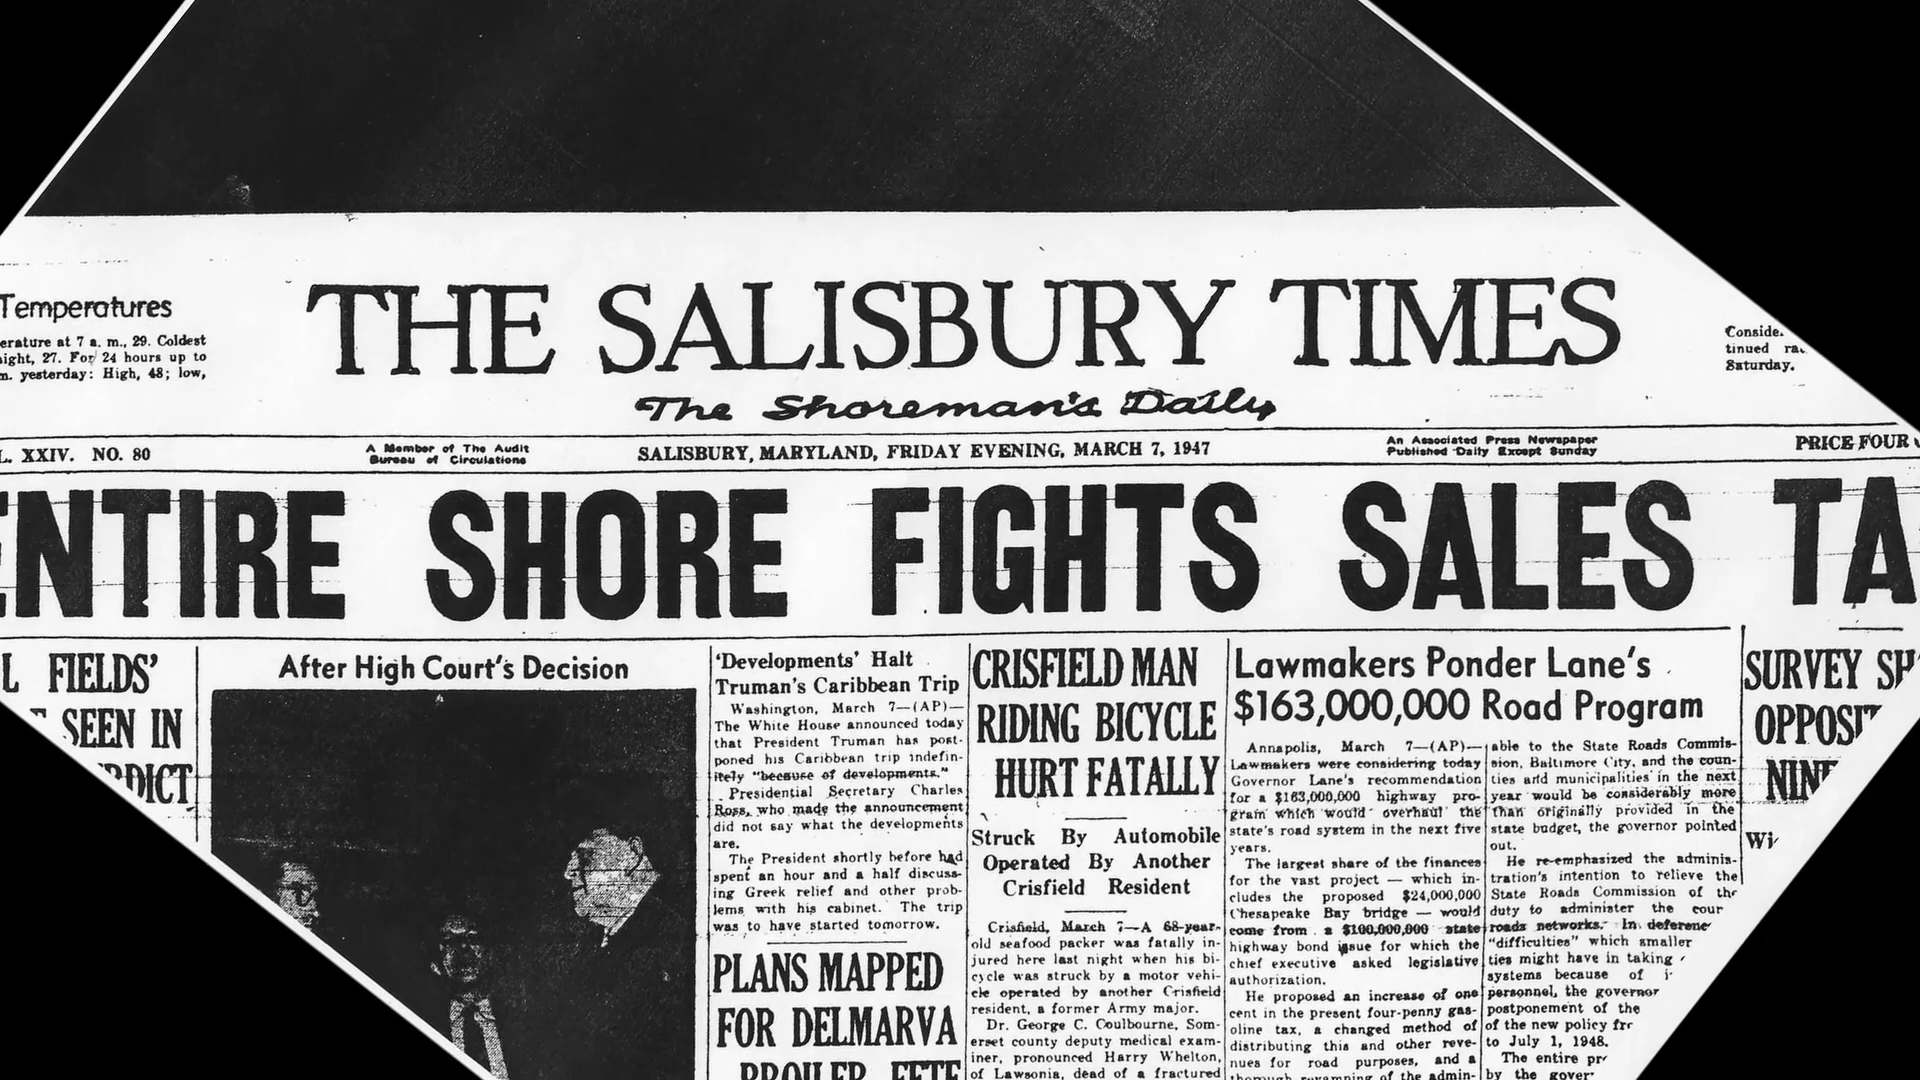 Temperatures
erature at 7 a. m., 29. Coldest
ight, 27. For 24 hours up to
m. yesterday: High, 48; low,
THE SALISBURY TIMES
The Shoreman's Daily
tinued
Saturday.
L. XXIV. NO. 80
A Member of The Audit
Bureau of Circulations
SALISBURY, MARYLAND, FRIDAY EVENING, MARCH 7, 1947
An Associated Press Newspaper
Published Daily Except Sunday
PRICE FOUR
ENTIRE SHORE FIGHTS SALES TA
L FIELDS'
SEEN IN
RDICT
After High Court's Decision
'Developments' Halt
Truman's Caribbean Trip
Washington, March 7—(AP)—
The White House announced today
that President Truman has post-
poned his Caribbean trip indefin-
itely "because of developments."
Presidential Secretary Charles
Ross, who made the announcement
did not say what the developments
are.
The President shortly before had
spent an hour and a half discuss-
ing Greek relief and other prob-
lems with his cabinet. The trip
was to have started tomorrow.
PLANS MAPPED
FOR DELMARVA
BROILER FETE
CRISFIELD MAN
RIDING BICYCLE
HURT FATALLY
Struck By Automobile
Operated By Another
Crisfield Resident
Crisfield, March 7—A 68-year-
old seafood packer was fatally in-
jured here last night when his bi-
cycle was struck by a motor vehi-
cle operated by another Crisfield
resident, a former Army major.
Dr. George C. Coulbourne, Som-
erset county deputy medical exam-
iner, pronounced Harry Whelton,
of Lawsonia, dead of a fractured
Lawmakers Ponder Lane's
$163,000,000 Road Program
Annapolis, March 7—(AP)—
Lawmakers were considering today
Governor Lane's recommendation
for a $163,000,000 highway pro-
gram which would overhaul the
state's road system in the next five
years.
The largest share of the finances
for the vast project — which in-
cludes the proposed $24,000,000
Chesapeake Bay bridge — would
come from a $100,000,000 state
highway bond issue for which the
chief executive asked legislative
authorization.
He proposed an increase of one
cent in the present four-penny gas-
oline tax, a changed method of
distributing this and other reve-
nues for road purposes, and a
thorough revamping of the admin-
able to the State Roads Commis-
sion, Baltimore City, and the coun-
ties and municipalities in the next
year would be considerably more
than originally provided in the
state budget, the governor pointed
out.
He re-emphasized the adminis-
tration's intention to relieve the
State Roads Commission of the
duty to administer the cour
roads networks. In deferenc
"difficulties" which smaller
ties might have in taking
systems because of
personnel, the governor
postponement of the
of the new policy fr
to July 1, 1948.
The entire pr
by the gover
SURVEY SH
OPPOSIT
NINE
Wi